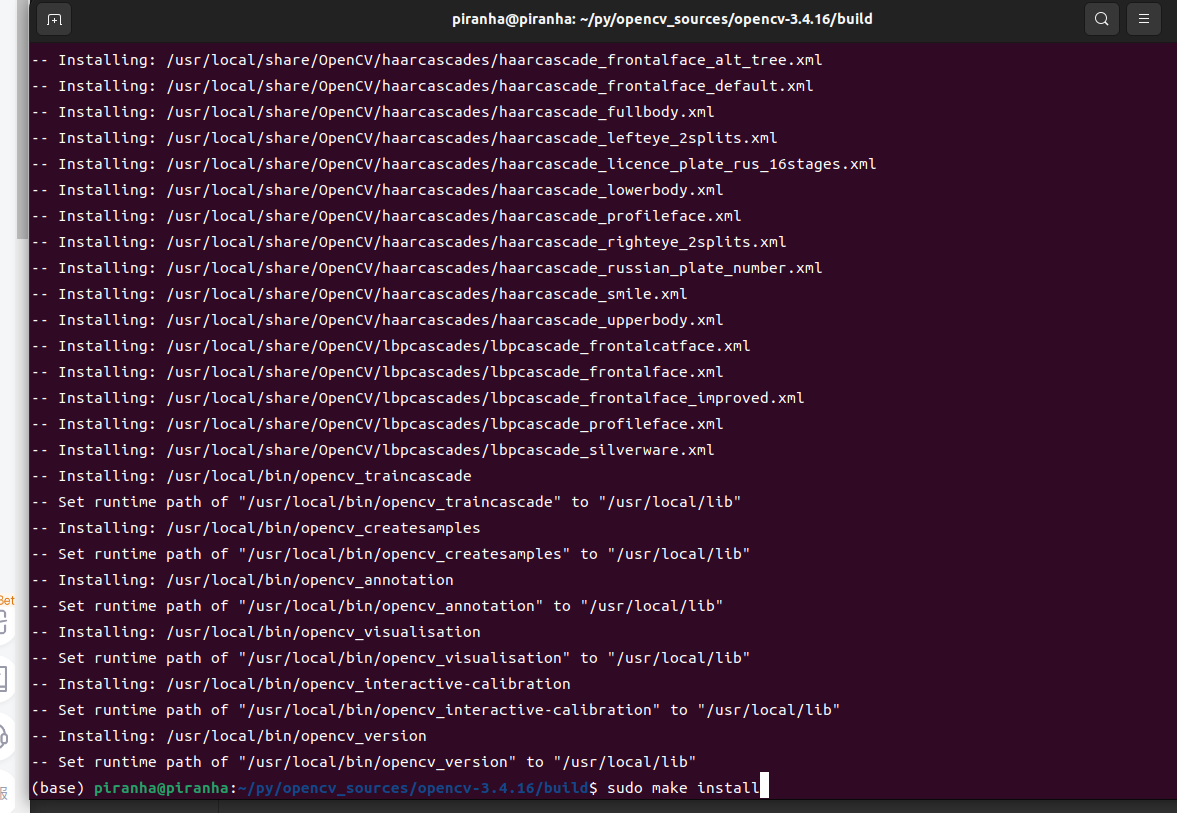 piranha@piranha: ~/py/opencv_sources/opencv-3.4.16/build
-- Installing: /usr/local/share/OpenCV/haarcascades/haarcascade_frontalface_alt_tree.xml
-- Installing: /usr/local/share/OpenCV/haarcascades/haarcascade_frontalface_default.xml
-- Installing: /usr/local/share/OpenCV/haarcascades/haarcascade_fullbody.xml
-- Installing: /usr/local/share/OpenCV/haarcascades/haarcascade_lefteye_2splits.xml
-- Installing: /usr/local/share/OpenCV/haarcascades/haarcascade_licence_plate_rus_16stages.xml
-- Installing: /usr/local/share/OpenCV/haarcascades/haarcascade_lowerbody.xml
-- Installing: /usr/local/share/OpenCV/haarcascades/haarcascade_profileface.xml
-- Installing: /usr/local/share/OpenCV/haarcascades/haarcascade_righteye_2splits.xml
-- Installing: /usr/local/share/OpenCV/haarcascades/haarcascade_russian_plate_number.xml
-- Installing: /usr/local/share/OpenCV/haarcascades/haarcascade_smile.xml
-- Installing: /usr/local/share/OpenCV/haarcascades/haarcascade_upperbody.xml
-- Installing: /usr/local/share/OpenCV/lbpcascades/lbpcascade_frontalcatface.xml
-- Installing: /usr/local/share/OpenCV/lbpcascades/lbpcascade_frontalface.xml
-- Installing: /usr/local/share/OpenCV/lbpcascades/lbpcascade_frontalface_improved.xml
-- Installing: /usr/local/share/OpenCV/lbpcascades/lbpcascade_profileface.xml
-- Installing: /usr/local/share/OpenCV/lbpcascades/lbpcascade_silverware.xml
-- Installing: /usr/local/bin/opencv_traincascade
-- Set runtime path of "/usr/local/bin/opencv_traincascade" to "/usr/local/lib"
-- Installing: /usr/local/bin/opencv_createsamples
-- Set runtime path of "/usr/local/bin/opencv_createsamples" to "/usr/local/lib"
-- Installing: /usr/local/bin/opencv_annotation
-- Set runtime path of "/usr/local/bin/opencv_annotation" to "/usr/local/lib"
-- Installing: /usr/local/bin/opencv_visualisation
-- Set runtime path of "/usr/local/bin/opencv_visualisation" to "/usr/local/lib"
-- Installing: /usr/local/bin/opencv_interactive-calibration
-- Set runtime path of "/usr/local/bin/opencv_interactive-calibration" to "/usr/local/lib"
-- Installing: /usr/local/bin/opencv_version
-- Set runtime path of "/usr/local/bin/opencv_version" to "/usr/local/lib"
(base) piranha@piranha:~/py/opencv_sources/opencv-3.4.16/build$ sudo make install